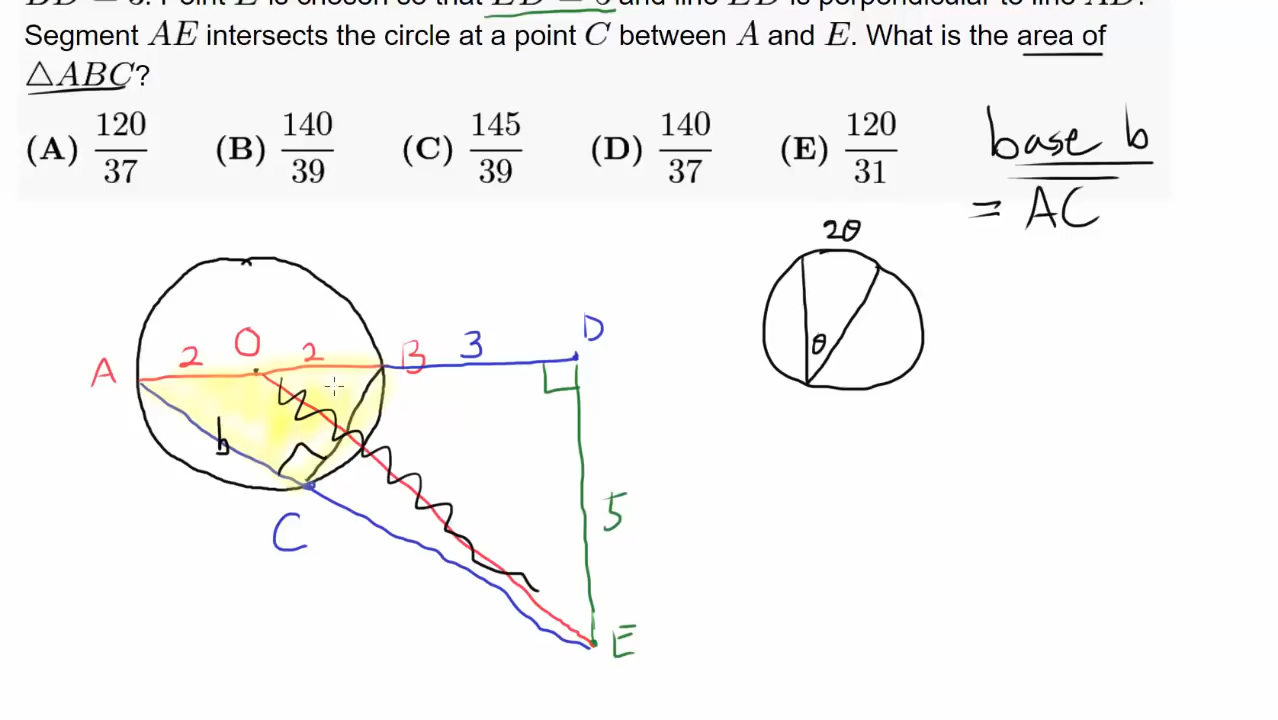 Segment AE intersects the circle at a point C between A and E. What is the area of
△ABC?
(A) 120/37 (B) 140/39 (C) 145/39 (D) 140/37 (E) 120/31
base b
= AC
2θ
θ
A 2 O 2 B 3 D
b
5
C
E